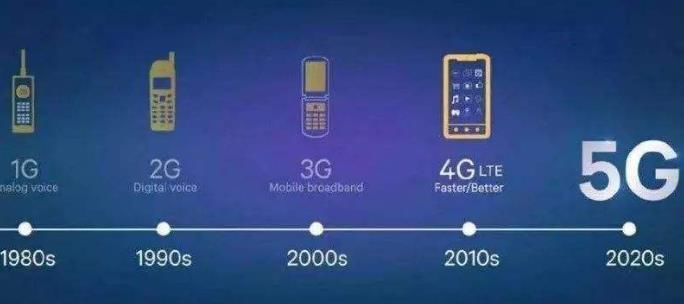 1G
nalog voice
2G
Digital voice
3G
Mobile broadband
4G LTE
Faster/Better
5G
1980s
1990s
2000s
2010s
2020s